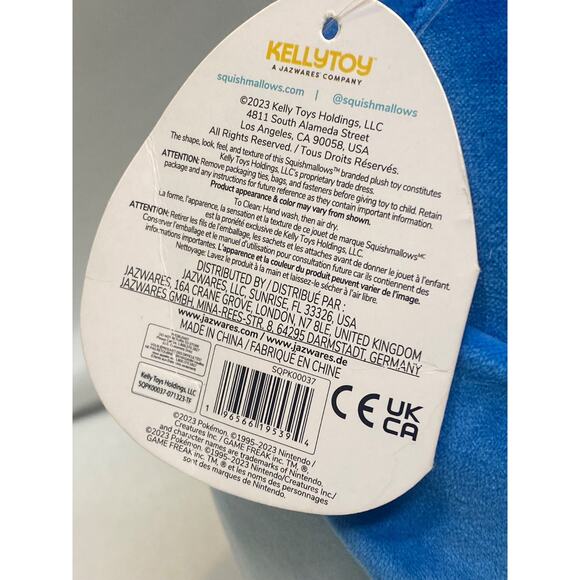 KELLYTOY™
A JAZWARES® COMPANY
squishmallows.com | @squishmallows
©2023 Kelly Toys Holdings, LLC
4811 South Alameda Street
Los Angeles, CA 90058, USA
All Rights Reserved. / Tous Droits Réservés.
The shape, look, feel, and texture of this Squishmallows™ branded plush toy constitutes
Kelly Toys Holdings, LLC's proprietary trade dress.
ATTENTION: Remove packaging ties, bags, and fasteners before giving toy to child. Retain
package and any instructions for future reference as they contain important information.
Product appearance & color may vary from shown.
To Clean: Hand wash, then air dry.
La forme, l'apparence, la sensation et la texture de ce jouet de marque Squishmallowsᴹᶜ
est la propriété exclusive de Kelly Toys Holdings, LLC.
ATTENTION: Retirer les fils de l'emballage, les sachets et les attaches avant de donner le jouet à l'enfant.
Conserver l'emballage et le manuel d'utilisation pour consultation future car ils contiennent des
informations importantes. L'apparence et la couleur du produit peuvent varier de l'image.
Nettoyage: Lavez le produit à la main et laissez-le sécher à l'air libre.
DISTRIBUTED BY / DISTRIBUÉ PAR :
JAZWARES, LLC SUNRISE, FL 33326, USA
JAZWARES, 16A CRANE GROVE, LONDON, N7 8LE, UNITED KINGDOM
JAZWARES GMBH, MINA-REES-STR. 8, 64295 DARMSTADT, GERMANY
www.jazwares.com / www.jazwares.de
MADE IN CHINA / FABRIQUÉ EN CHINE
SQPK00037
Kelly Toys Holdings, LLC
SQPK00037-071323-TF
1 96566 19539 4
CE UK
CA
©2023 Pokémon. ©1995-2023 Nintendo/
Creatures Inc./ GAME FREAK inc. TM, ®,
and character names are trademarks of Nintendo.
©2023 Pokémon. ©1995-2023 Nintendo/Creatures Inc./
GAME FREAK inc. TM, ® et les noms des personnages
sont des marques de Nintendo.